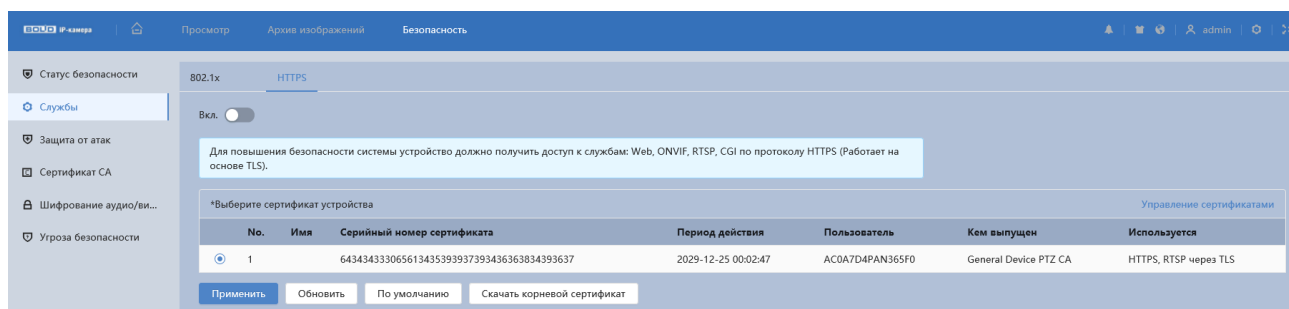 BOLID IP-камера Просмотр Архив изображений Безопасность admin
Статус безопасности
Службы
Защита от атак
Сертификат CA
Шифрование аудио/ви...
Угроза безопасности
802.1x HTTPS
Вкл.
Для повышения безопасности системы устройство должно получить доступ к службам: Web, ONVIF, RTSP, CGI по протоколу HTTPS (Работает на
основе TLS).
*Выберите сертификат устройства Управление сертификатами
No. Имя Серийный номер сертификата Период действия Пользователь Кем выпущен Используется
1 64343433306561343539393739343636383439363​7 2029-12-25 00:02:47 AC0A7D4PAN365F0 General Device PTZ CA HTTPS, RTSP через TLS
Применить Обновить По умолчанию Скачать корневой сертификат